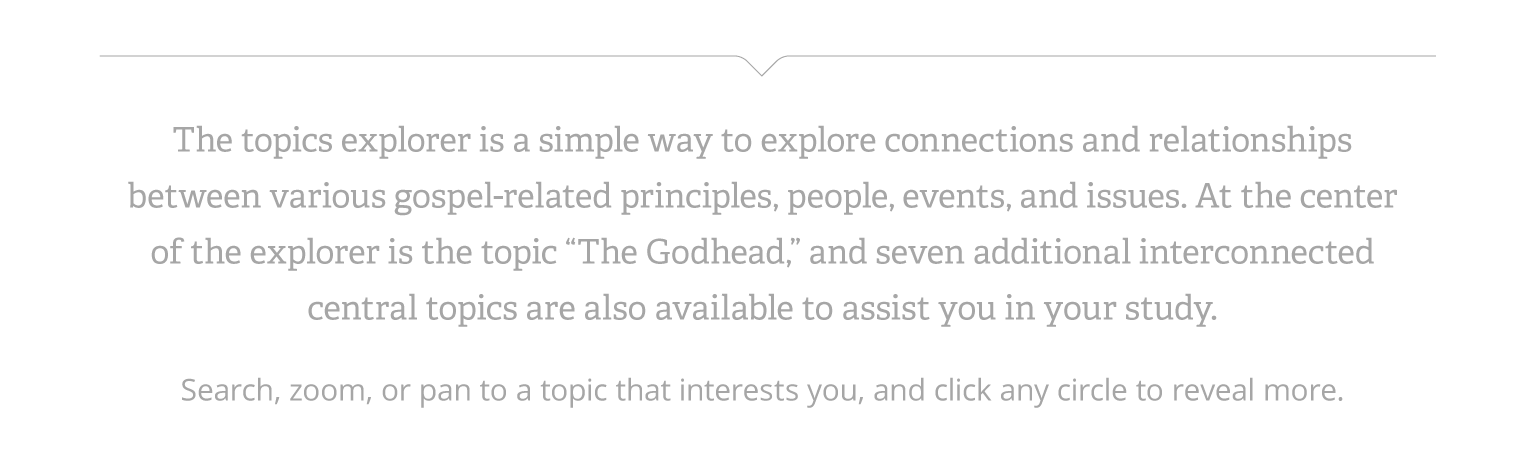 The topics explorer is a simple way to explore connections and relationships
between various gospel-related principles, people, events, and issues. At the center
of the explorer is the topic “The Godhead,” and seven additional interconnected
central topics are also available to assist you in your study.
Search, zoom, or pan to a topic that interests you, and click any circle to reveal more.